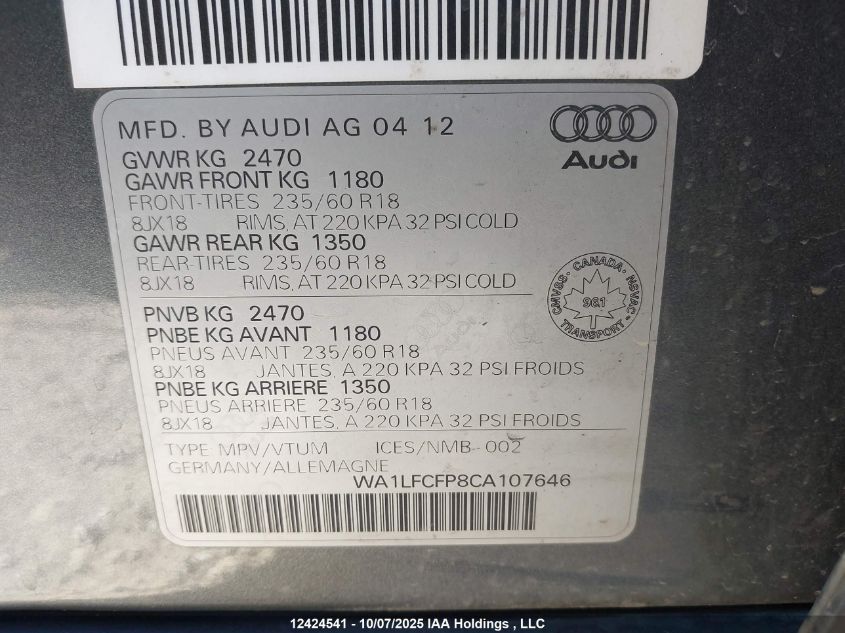 MFD. BY AUDI AG 04 12
Audi
GVWR KG 2470
GAWR FRONT KG 1180
FRONT-TIRES 235/60 R18
8JX18 RIMS, AT 220 KPA 32 PSI COLD
GAWR REAR KG 1350
REAR-TIRES 235/60 R18
8JX18 RIMS, AT 220 KPA 32 PSI COLD
CANADA
CMVSS NSVAC
961
TRANSPORT
PNVB KG 2470
PNBE KG AVANT 1180
PNEUS AVANT 235/60 R18
8JX18 JANTES, A 220 KPA 32 PSI FROIDS
PNBE KG ARRIERE 1350
PNEUS ARRIERE 235/60 R18
8JX18 JANTES, A 220 KPA 32 PSI FROIDS
TYPE MPV/VTUM ICES/NMB-002
GERMANY/ALLEMAGNE
WA1LFCFP8CA107646
12424541 - 10/07/2025 IAA Holdings , LLC